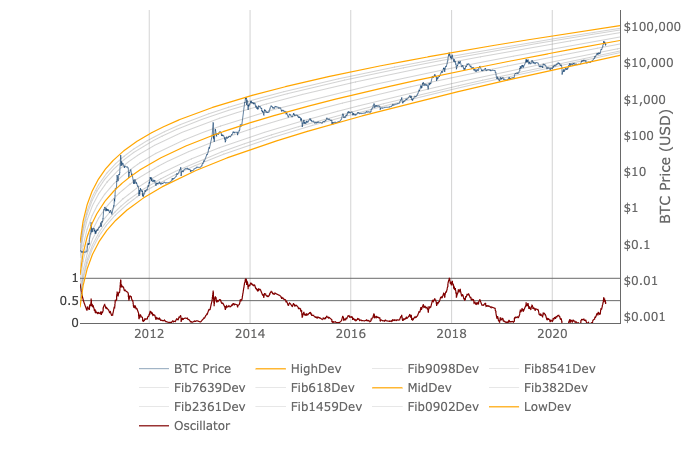 $100,000
$10,000
$1,000
$100
$10
$1
$0.1
$0.01
$0.001
BTC Price (USD)
1
0.5
0
2012 2014 2016 2018 2020
BTC Price HighDev Fib9098Dev Fib8541Dev
Fib7639Dev Fib618Dev MidDev Fib382Dev
Fib2361Dev Fib1459Dev Fib0902Dev LowDev
Oscillator